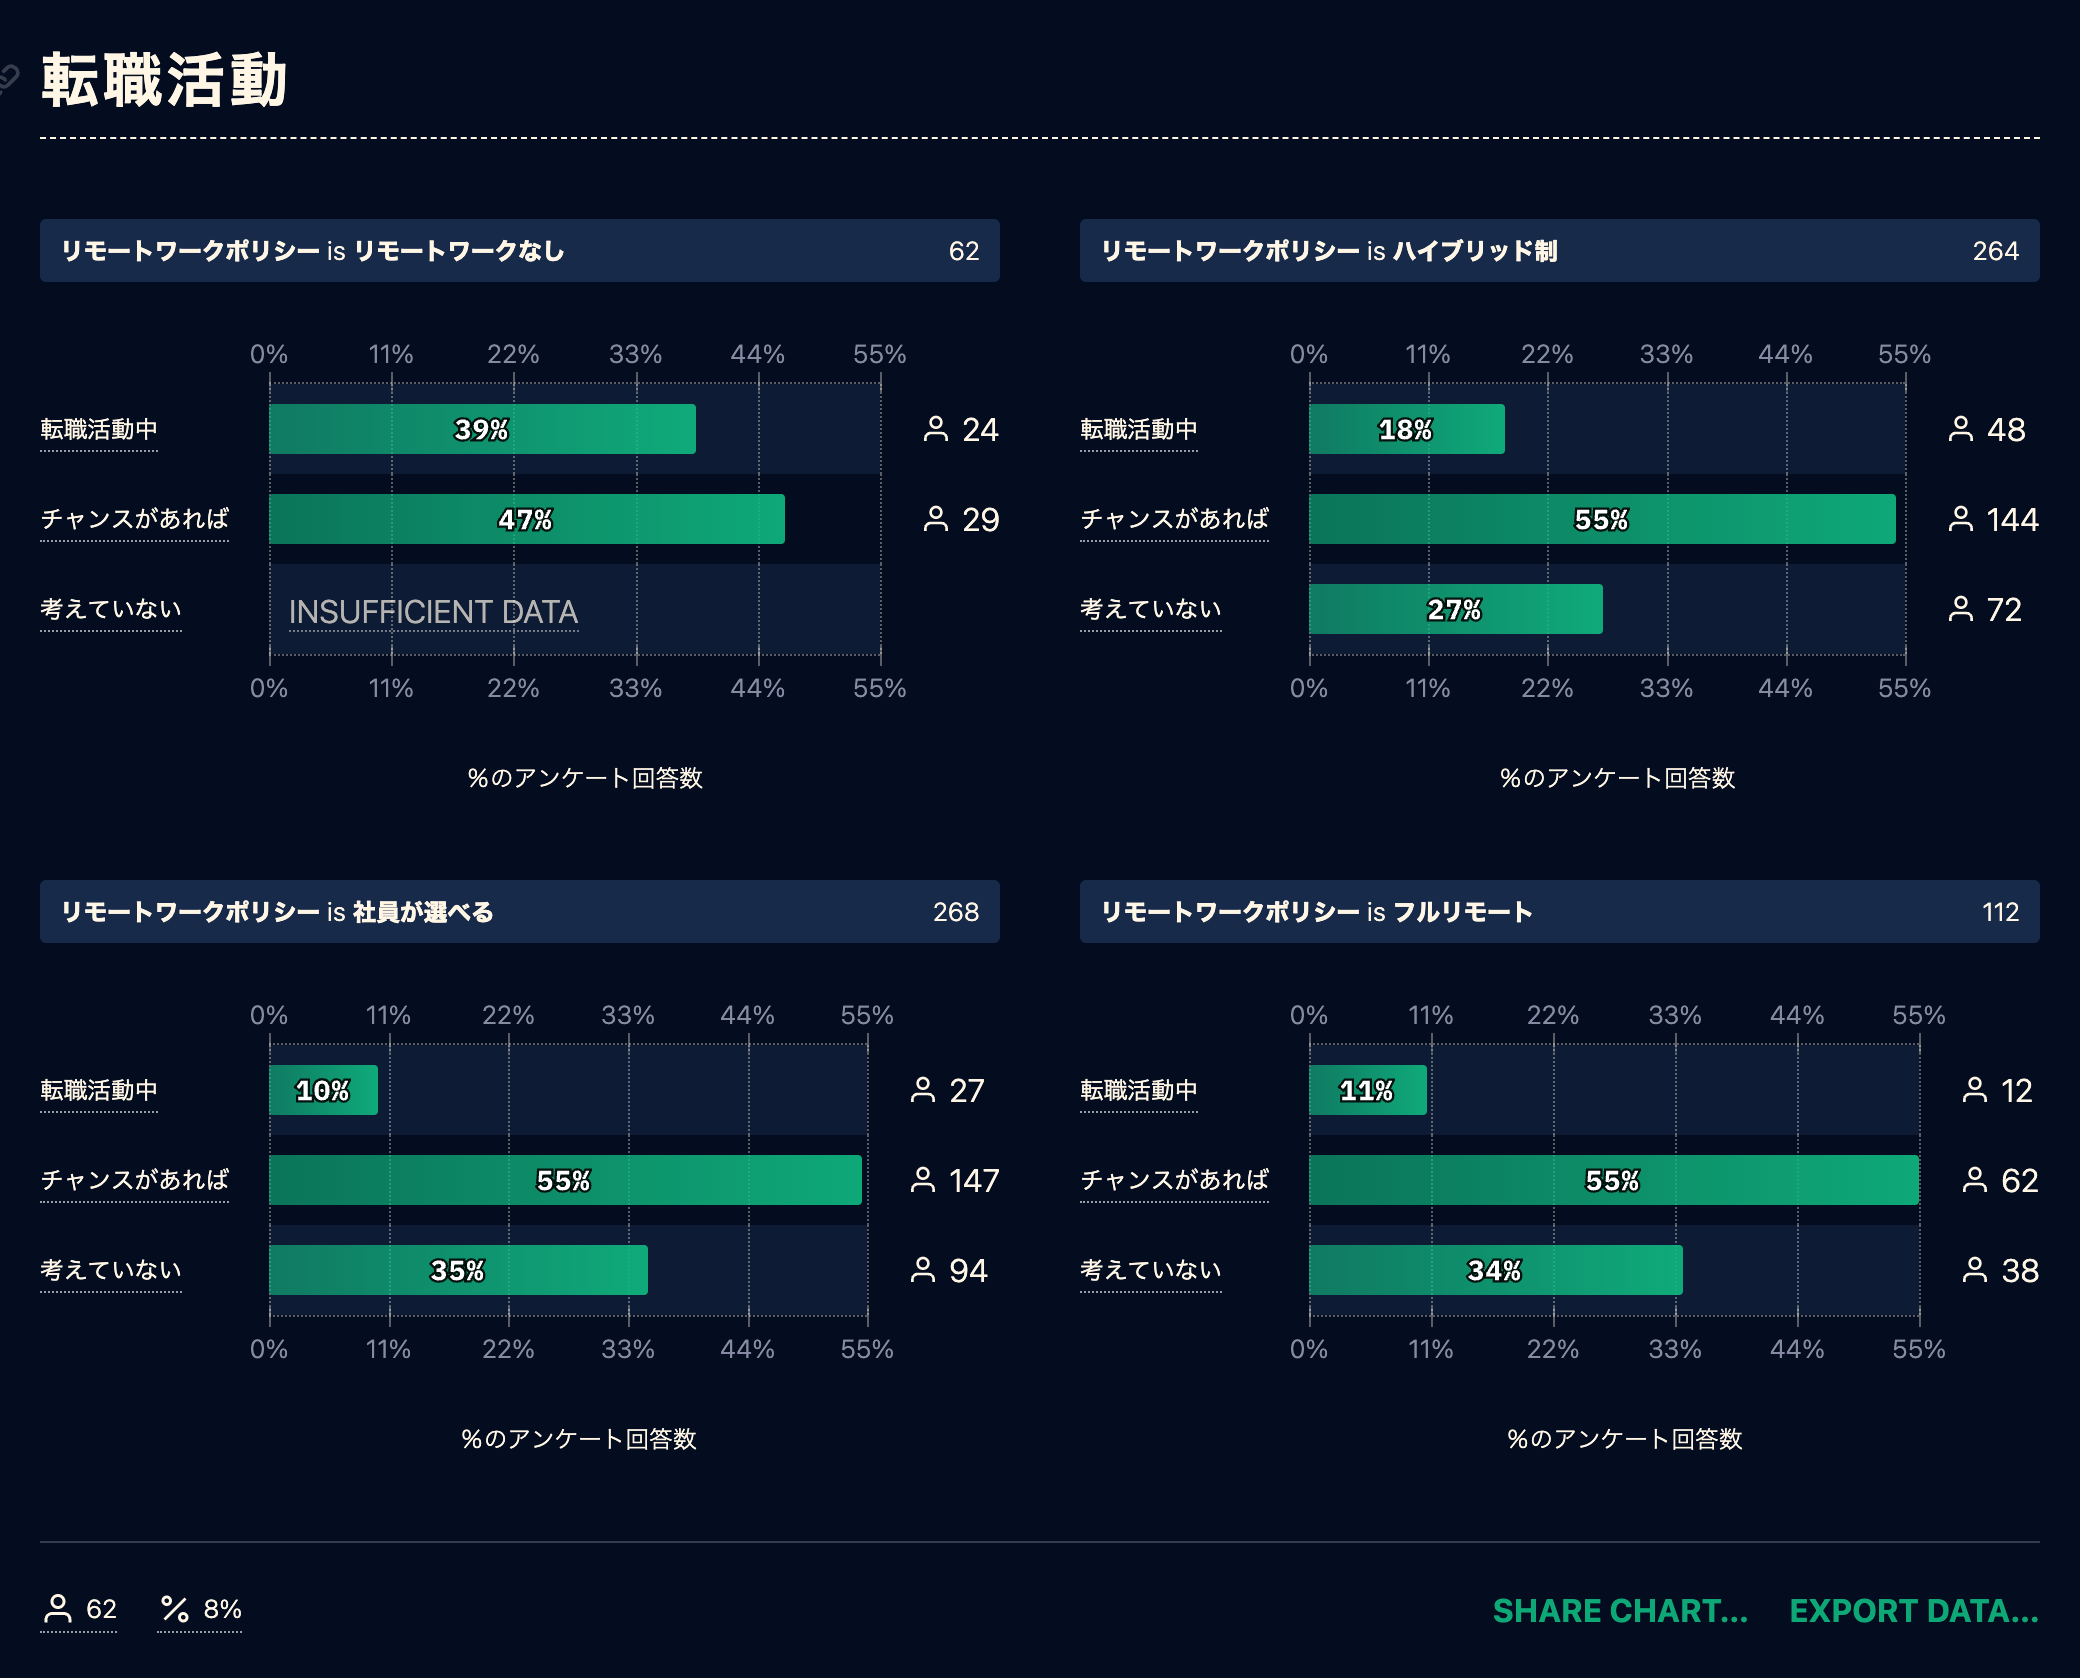 転職活動
リモートワークポリシー is リモートワークなし 62
0% 11% 22% 33% 44% 55%
転職活動中 39% 24
チャンスがあれば 47% 29
考えていない INSUFFICIENT DATA
0% 11% 22% 33% 44% 55%
%のアンケート回答数
リモートワークポリシー is ハイブリッド制 264
0% 11% 22% 33% 44% 55%
転職活動中 18% 48
チャンスがあれば 55% 144
考えていない 27% 72
0% 11% 22% 33% 44% 55%
%のアンケート回答数
リモートワークポリシー is 社員が選べる 268
0% 11% 22% 33% 44% 55%
転職活動中 10% 27
チャンスがあれば 55% 147
考えていない 35% 94
0% 11% 22% 33% 44% 55%
%のアンケート回答数
リモートワークポリシー is フルリモート 112
0% 11% 22% 33% 44% 55%
転職活動中 11% 12
チャンスがあれば 55% 62
考えていない 34% 38
0% 11% 22% 33% 44% 55%
%のアンケート回答数
62 % 8% SHARE CHART... EXPORT DATA...